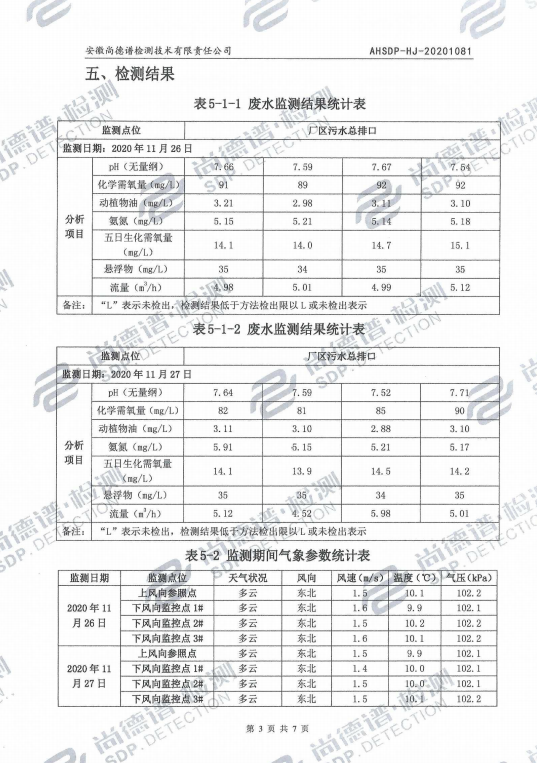 安徽尚德谱检测技术有限责任公司 AHSDP-HJ-20201081
五、检测结果
表5-1-1 废水监测结果统计表
监测点位 厂区污水总排口
监测日期：2020 年 11 月 26 日
分析项目
pH（无量纲） 7.66 7.59 7.67 7.54
化学需氧量（mg/L） 91 89 92 92
动植物油（mg/L） 3.21 2.98 3.11 3.10
氨氮（mg/L） 5.15 5.21 5.14 5.18
五日生化需氧量（mg/L） 14.1 14.0 14.7 15.1
悬浮物（mg/L） 35 34 35 35
流量（m³/h） 4.98 5.01 4.99 5.12
备注： “L”表示未检出，检测结果低于方法检出限以 L 或未检出表示
表5-1-2 废水监测结果统计表
监测点位 厂区污水总排口
监测日期：2020 年 11 月 27 日
分析项目
pH（无量纲） 7.64 7.59 7.52 7.71
化学需氧量（mg/L） 82 81 85 90
动植物油（mg/L） 3.11 3.10 2.88 3.10
氨氮（mg/L） 5.91 5.15 5.21 5.17
五日生化需氧量（mg/L） 14.1 13.9 14.5 14.2
悬浮物（mg/L） 35 35 34 35
流量（m³/h） 5.12 4.52 5.98 5.01
备注： “L”表示未检出，检测结果低于方法检出限以 L 或未检出表示
表5-2 监测期间气象参数统计表
监测日期 监测点位 天气状况 风向 风速（m/s） 温度（℃） 气压（kPa）
2020 年 11 月 26 日
上风向参照点 多云 东北 1.5 10.1 102.2
下风向监控点 1# 多云 东北 1.6 9.9 102.1
下风向监控点 2# 多云 东北 1.5 10.2 102.2
下风向监控点 3# 多云 东北 1.6 10.1 102.2
2020 年 11 月 27 日
上风向参照点 多云 东北 1.5 9.9 102.1
下风向监控点 1# 多云 东北 1.4 10.0 102.1
下风向监控点 2# 多云 东北 1.5 10.0 102.1
下风向监控点 3# 多云 东北 1.5 10.1 102.2
第 3 页 共 7 页
尚德谱·检测
SDP.DETECTION